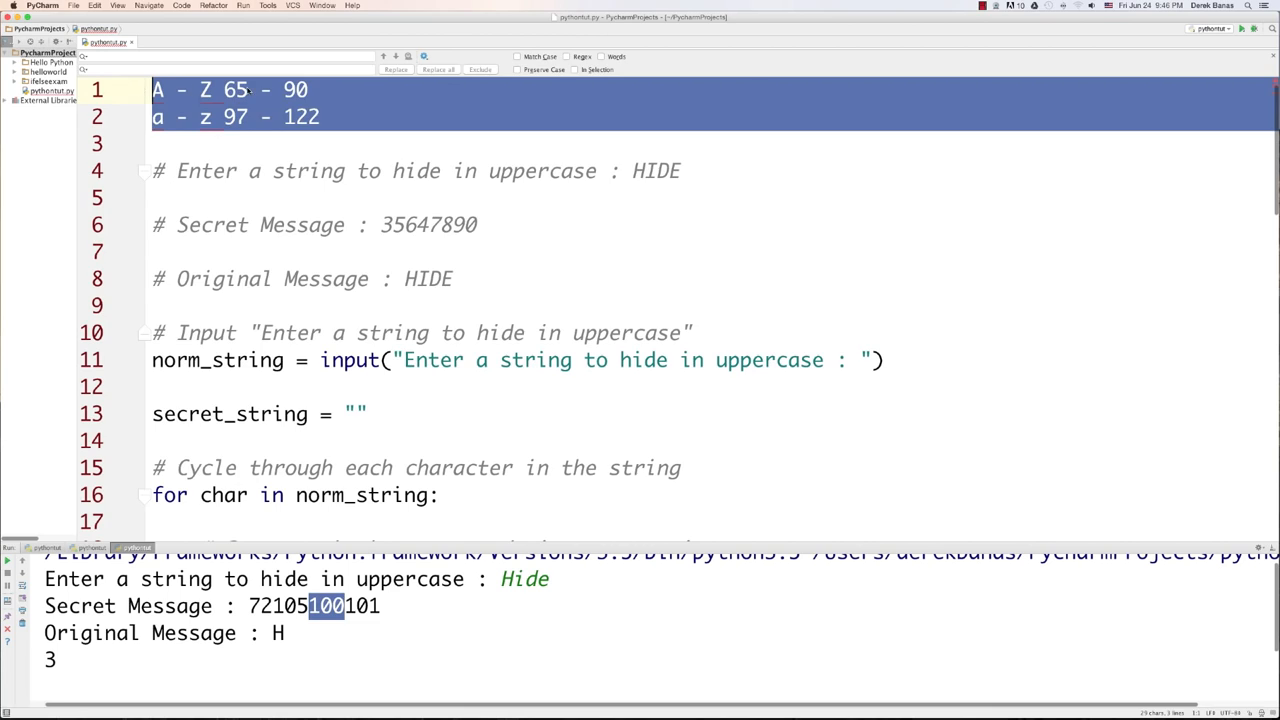 PyCharm File Edit View Navigate Code Refactor Run Tools VCS Window Help
Fri Jun 24 9:46 PM Derek Banas
pythontut.py - PycharmProjects - [~/PycharmProjects]
PycharmProjects pythontut.py
pythontut
pythontut.py
Match Case Regex Words
Replace Replace all Exclude Preserve Case In Selection
PycharmProject
Hello Python
helloworld
ifelseexam
pythontut.py
External Librarie
1 A - Z 65 - 90
2 a - z 97 - 122
3
4 # Enter a string to hide in uppercase : HIDE
5
6 # Secret Message : 35647890
7
8 # Original Message : HIDE
9
10 # Input "Enter a string to hide in uppercase"
11 norm_string = input("Enter a string to hide in uppercase : ")
12
13 secret_string = ""
14
15 # Cycle through each character in the string
16 for char in norm_string:
17
Run: pythontut pythontut pythontut
Enter a string to hide in uppercase : Hide
Secret Message : 72105100101
Original Message : H
3
29 chars, 3 lines 1:1 LF÷ UTF-8÷